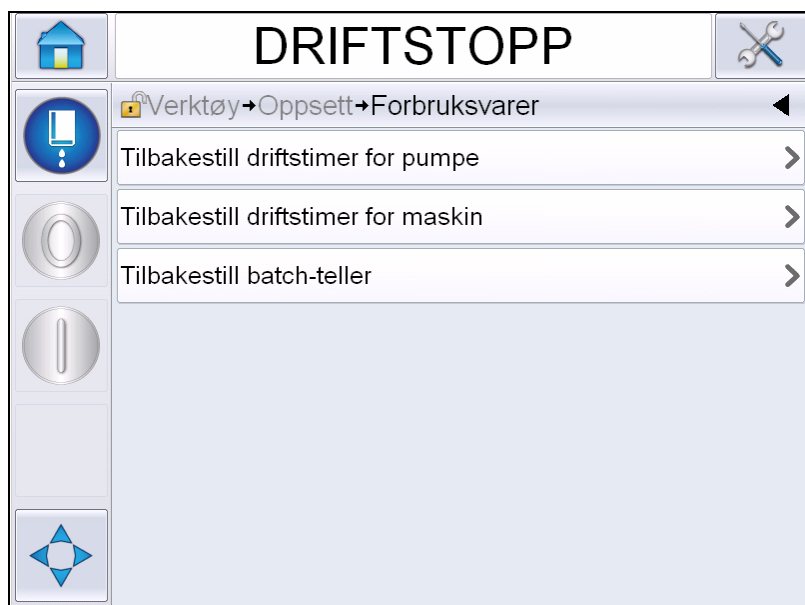 DRIFTSTOPP
Verktøy→Oppsett→Forbruksvarer
Tilbakestill driftstimer for pumpe
Tilbakestill driftstimer for maskin
Tilbakestill batch-teller